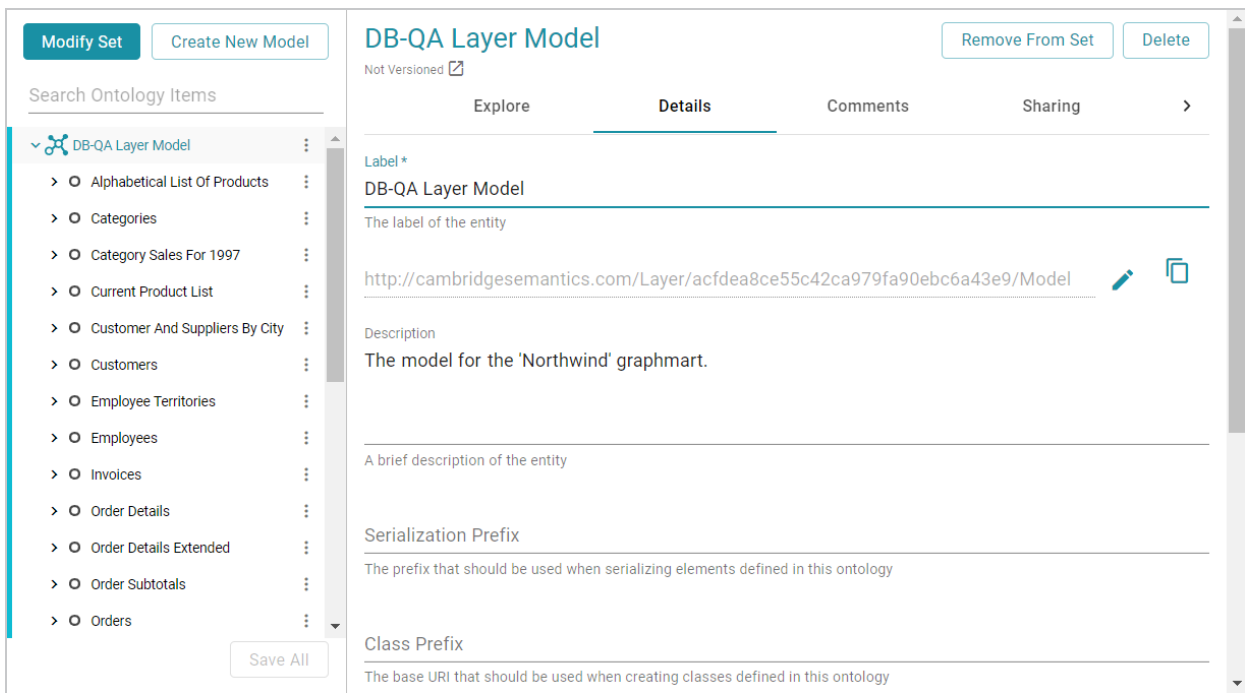 Modify Set
Create New Model
Search Ontology Items
DB-QA Layer Model
Alphabetical List Of Products
Categories
Category Sales For 1997
Current Product List
Customer And Suppliers By City
Customers
Employee Territories
Employees
Invoices
Order Details
Order Details Extended
Order Subtotals
Orders
Save All
DB-QA Layer Model
Remove From Set
Delete
Not Versioned
Explore
Details
Comments
Sharing
Label *
DB-QA Layer Model
The label of the entity
http://cambridgesemantics.com/Layer/acfdea8ce55c42ca979fa90ebc6a43e9/Model
Description
The model for the 'Northwind' graphmart.
A brief description of the entity
Serialization Prefix
The prefix that should be used when serializing elements defined in this ontology
Class Prefix
The base URI that should be used when creating classes defined in this ontology